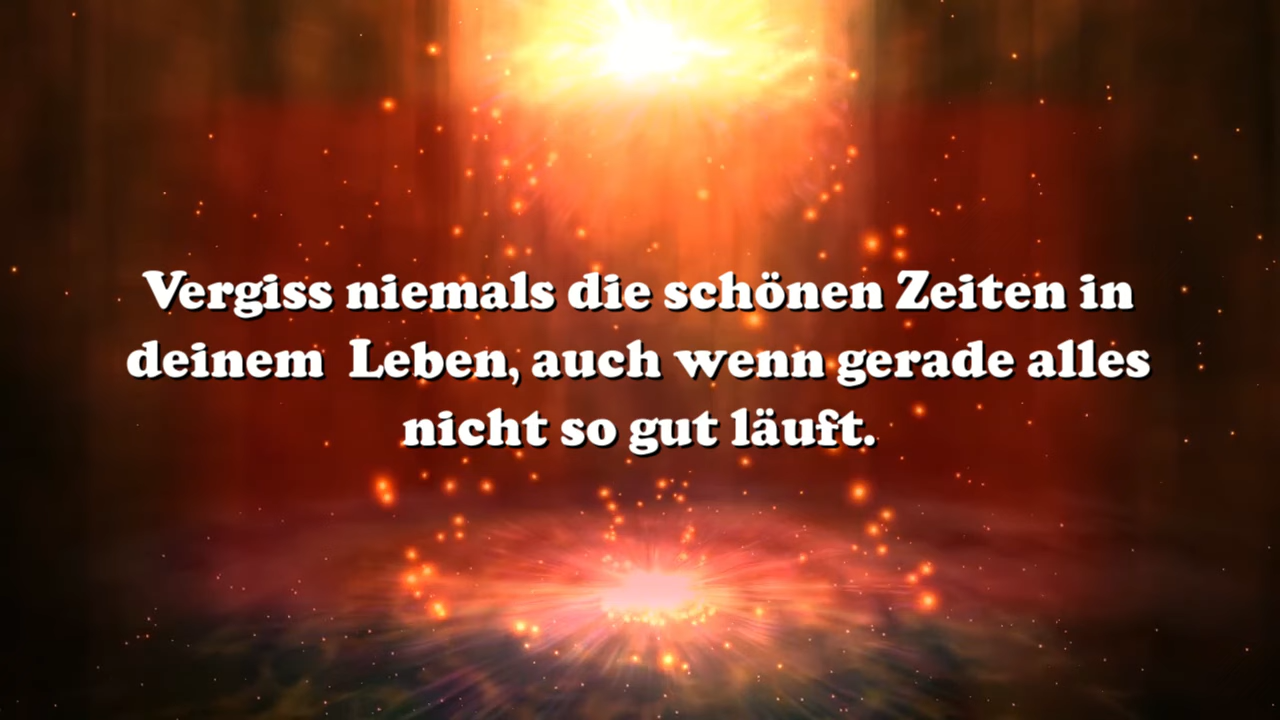 Vergiss niemals die schönen Zeiten in
deinem  Leben, auch wenn gerade alles
nicht so gut läuft.